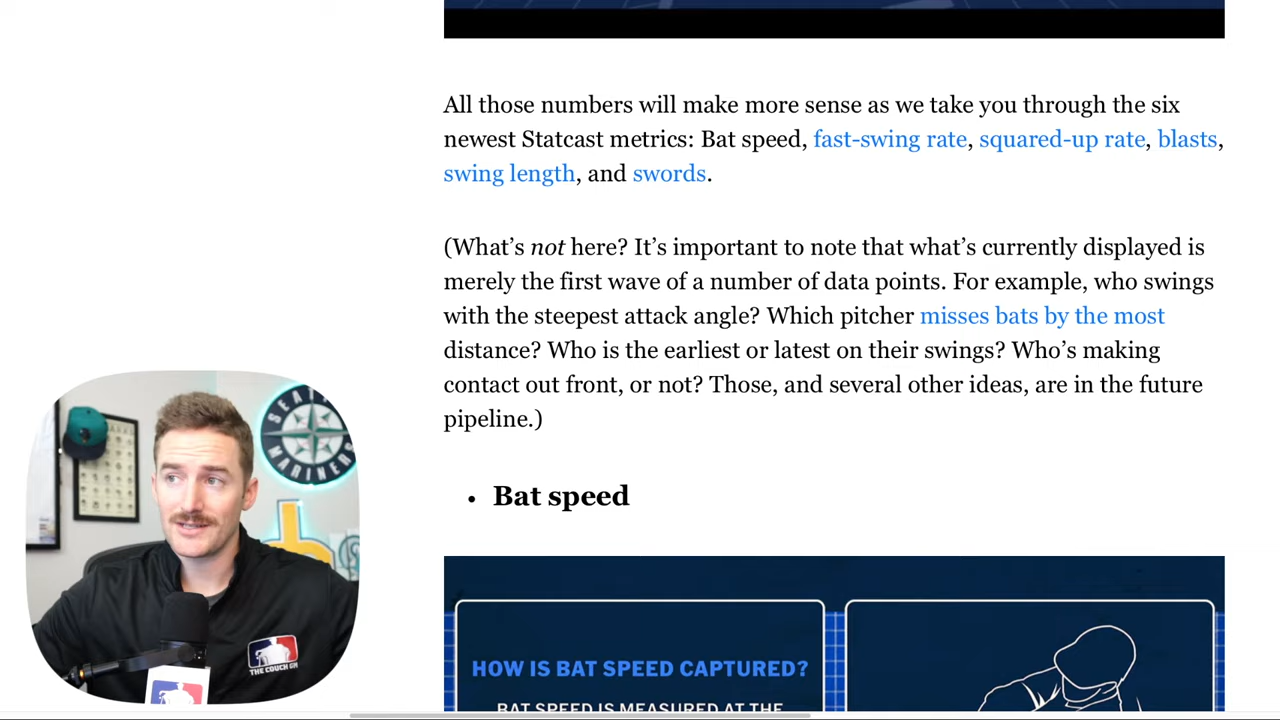 All those numbers will make more sense as we take you through the six
newest Statcast metrics: Bat speed, fast-swing rate, squared-up rate, blasts,
swing length, and swords.
(What’s not here? It’s important to note that what’s currently displayed is
merely the first wave of a number of data points. For example, who swings
with the steepest attack angle? Which pitcher misses bats by the most
distance? Who is the earliest or latest on their swings? Who’s making
contact out front, or not? Those, and several other ideas, are in the future
pipeline.)
• Bat speed
HOW IS BAT SPEED CAPTURED?
BAT SPEED IS MEASURED AT THE
SEATTLE
MARINERS
THE COUCH GM